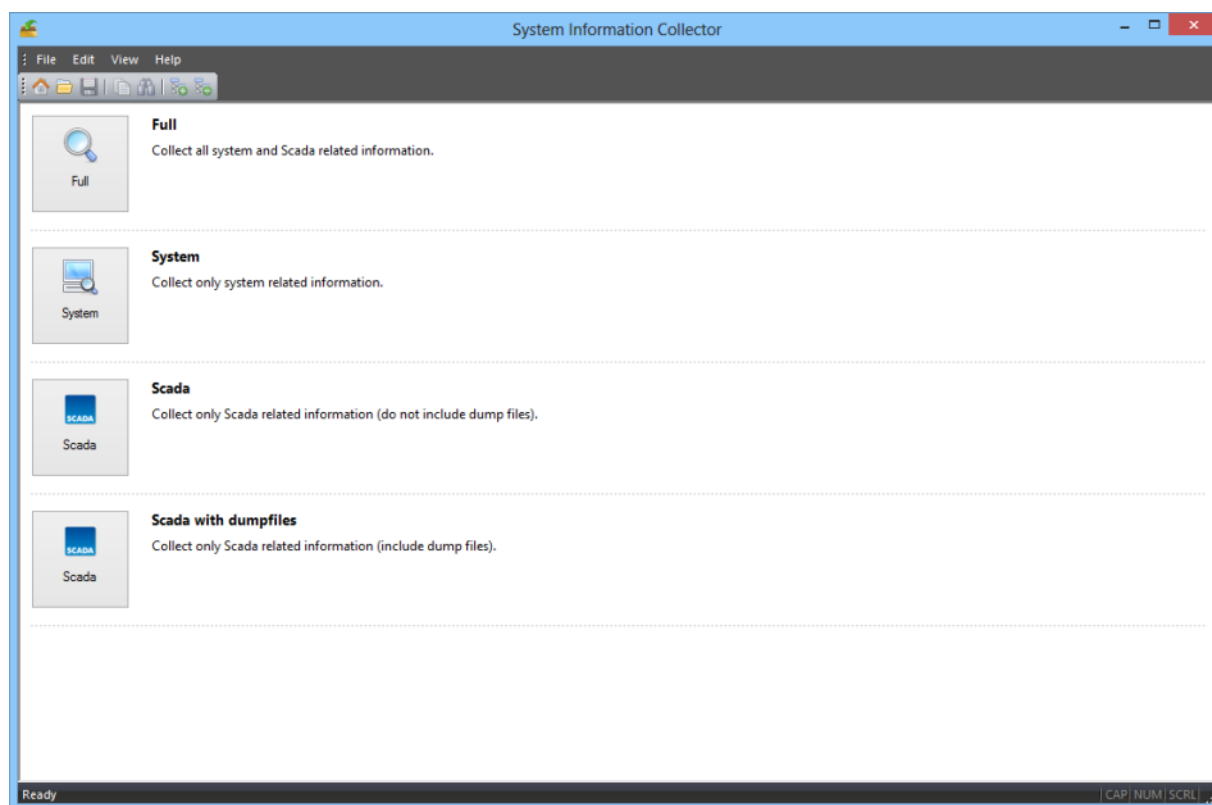 System Information Collector
File Edit View Help
Full
Collect all system and Scada related information.
Full
System
Collect only system related information.
System
Scada
Collect only Scada related information (do not include dump files).
SCADA
Scada
Scada with dumpfiles
Collect only Scada related information (include dump files).
SCADA
Scada
Ready
CAP NUM SCRL